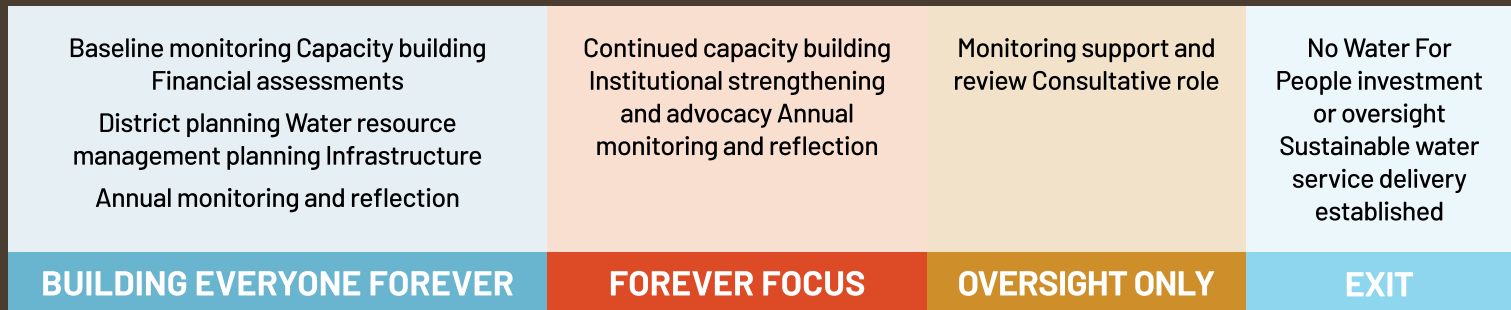 Baseline monitoring Capacity building
Financial assessments
District planning Water resource
management planning Infrastructure
Annual monitoring and reflection
BUILDING EVERYONE FOREVER
Continued capacity building
Institutional strengthening
and advocacy Annual
monitoring and reflection
FOREVER FOCUS
Monitoring support and
review Consultative role
OVERSIGHT ONLY
No Water For
People investment
or oversight
Sustainable water
service delivery
established
EXIT